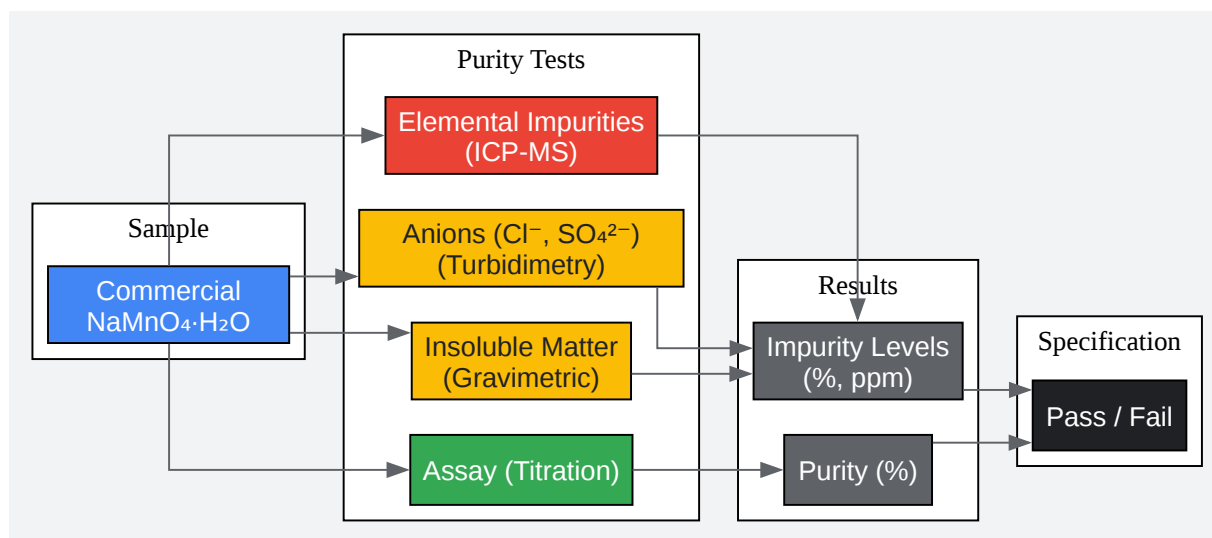 Purity Tests
Elemental Impurities
(ICP-MS)
Sample
Anions (Cl⁻, SO₄²⁻)
(Turbidimetry)
Commercial
NaMnO₄·H₂O
Results
Insoluble Matter
(Gravimetric)
Impurity Levels
(%, ppm)
Specification
Pass / Fail
Assay (Titration)
Purity (%)